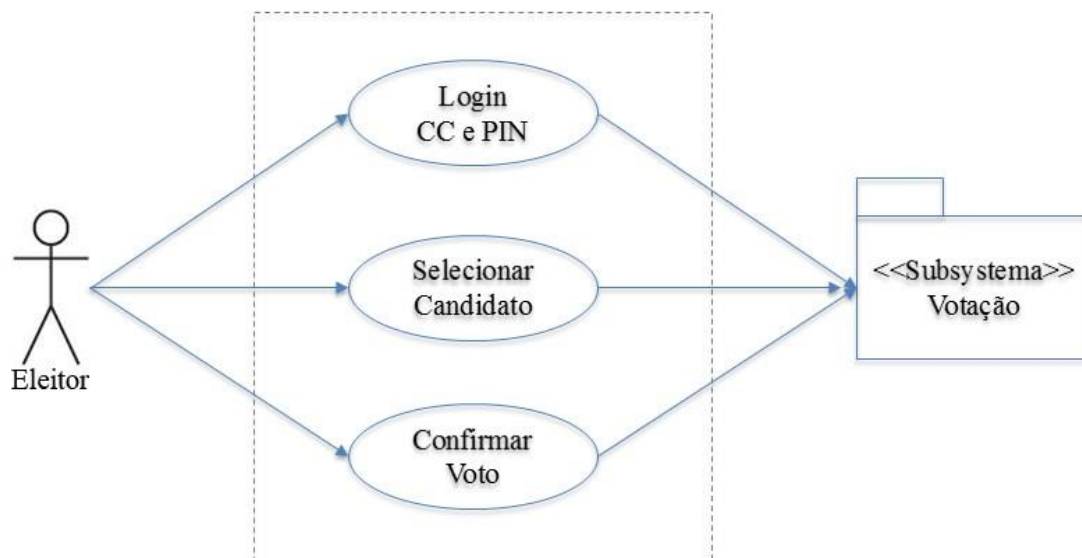 Login
CC e PIN
Selecionar
Candidato
<<Subsystema>>
Votação
Eleitor
Confirmar
Voto